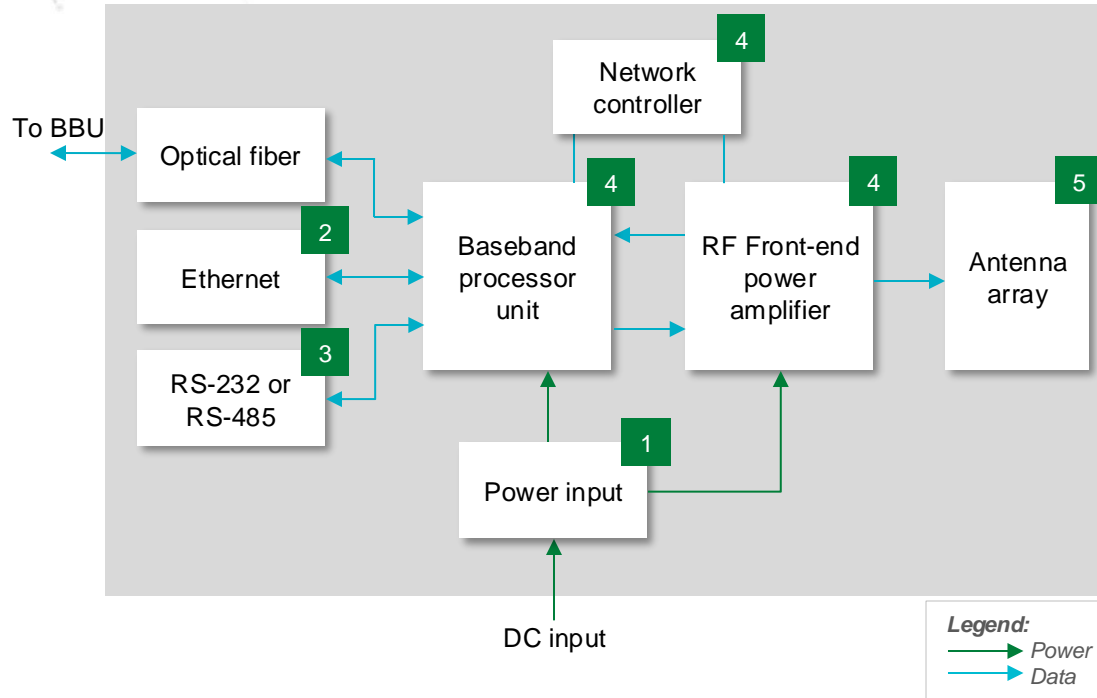 4
Network
controller
To BBU
Optical fiber
4
4
5
2
Baseband
processor
unit
RF Front-end
power
amplifier
Antenna
array
Ethernet
3
RS-232 or
RS-485
1
Power input
DC input
Legend:
Power
Data